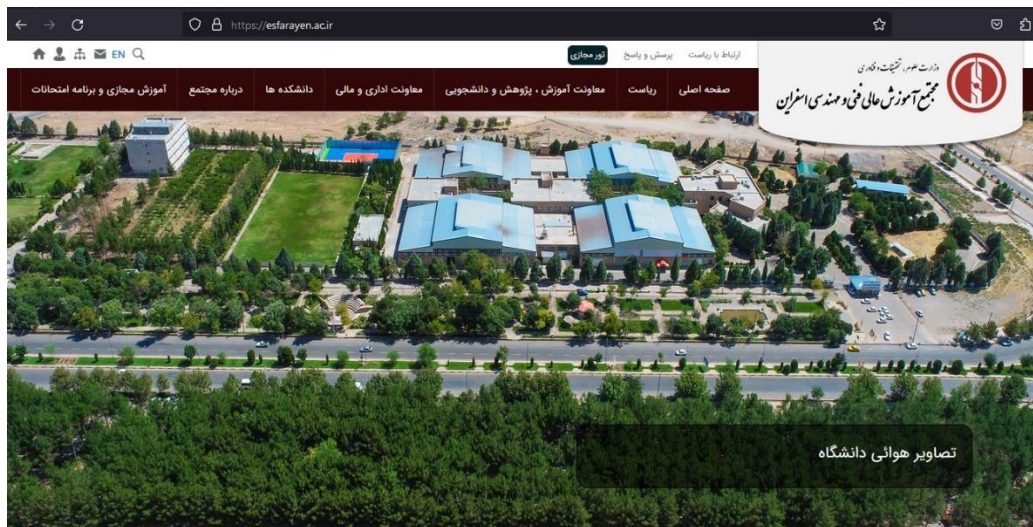 https://esfarayen.ac.ir
EN
ارتباط با ریاست
پرسش و پاسخ
تور مجازی
وزارت علوم، تحقیقات و فناوری
مجتمع آموزش عالی فنی و مهندسی اسفراین
صفحه اصلی
ریاست
معاونت آموزش ، پژوهش و دانشجویی
معاونت اداری و مالی
دانشکده ها
درباره مجتمع
آموزش مجازی و برنامه امتحانات
تصاویر هوائی دانشگاه